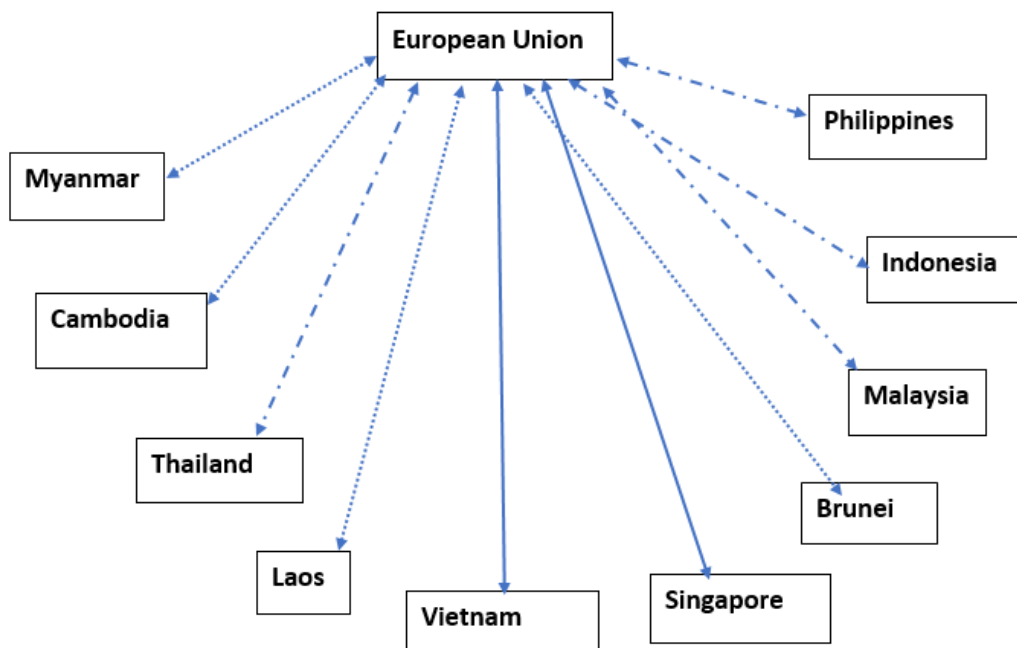 European Union
Philippines
Myanmar
Indonesia
Cambodia
Malaysia
Thailand
Brunei
Laos
Singapore
Vietnam